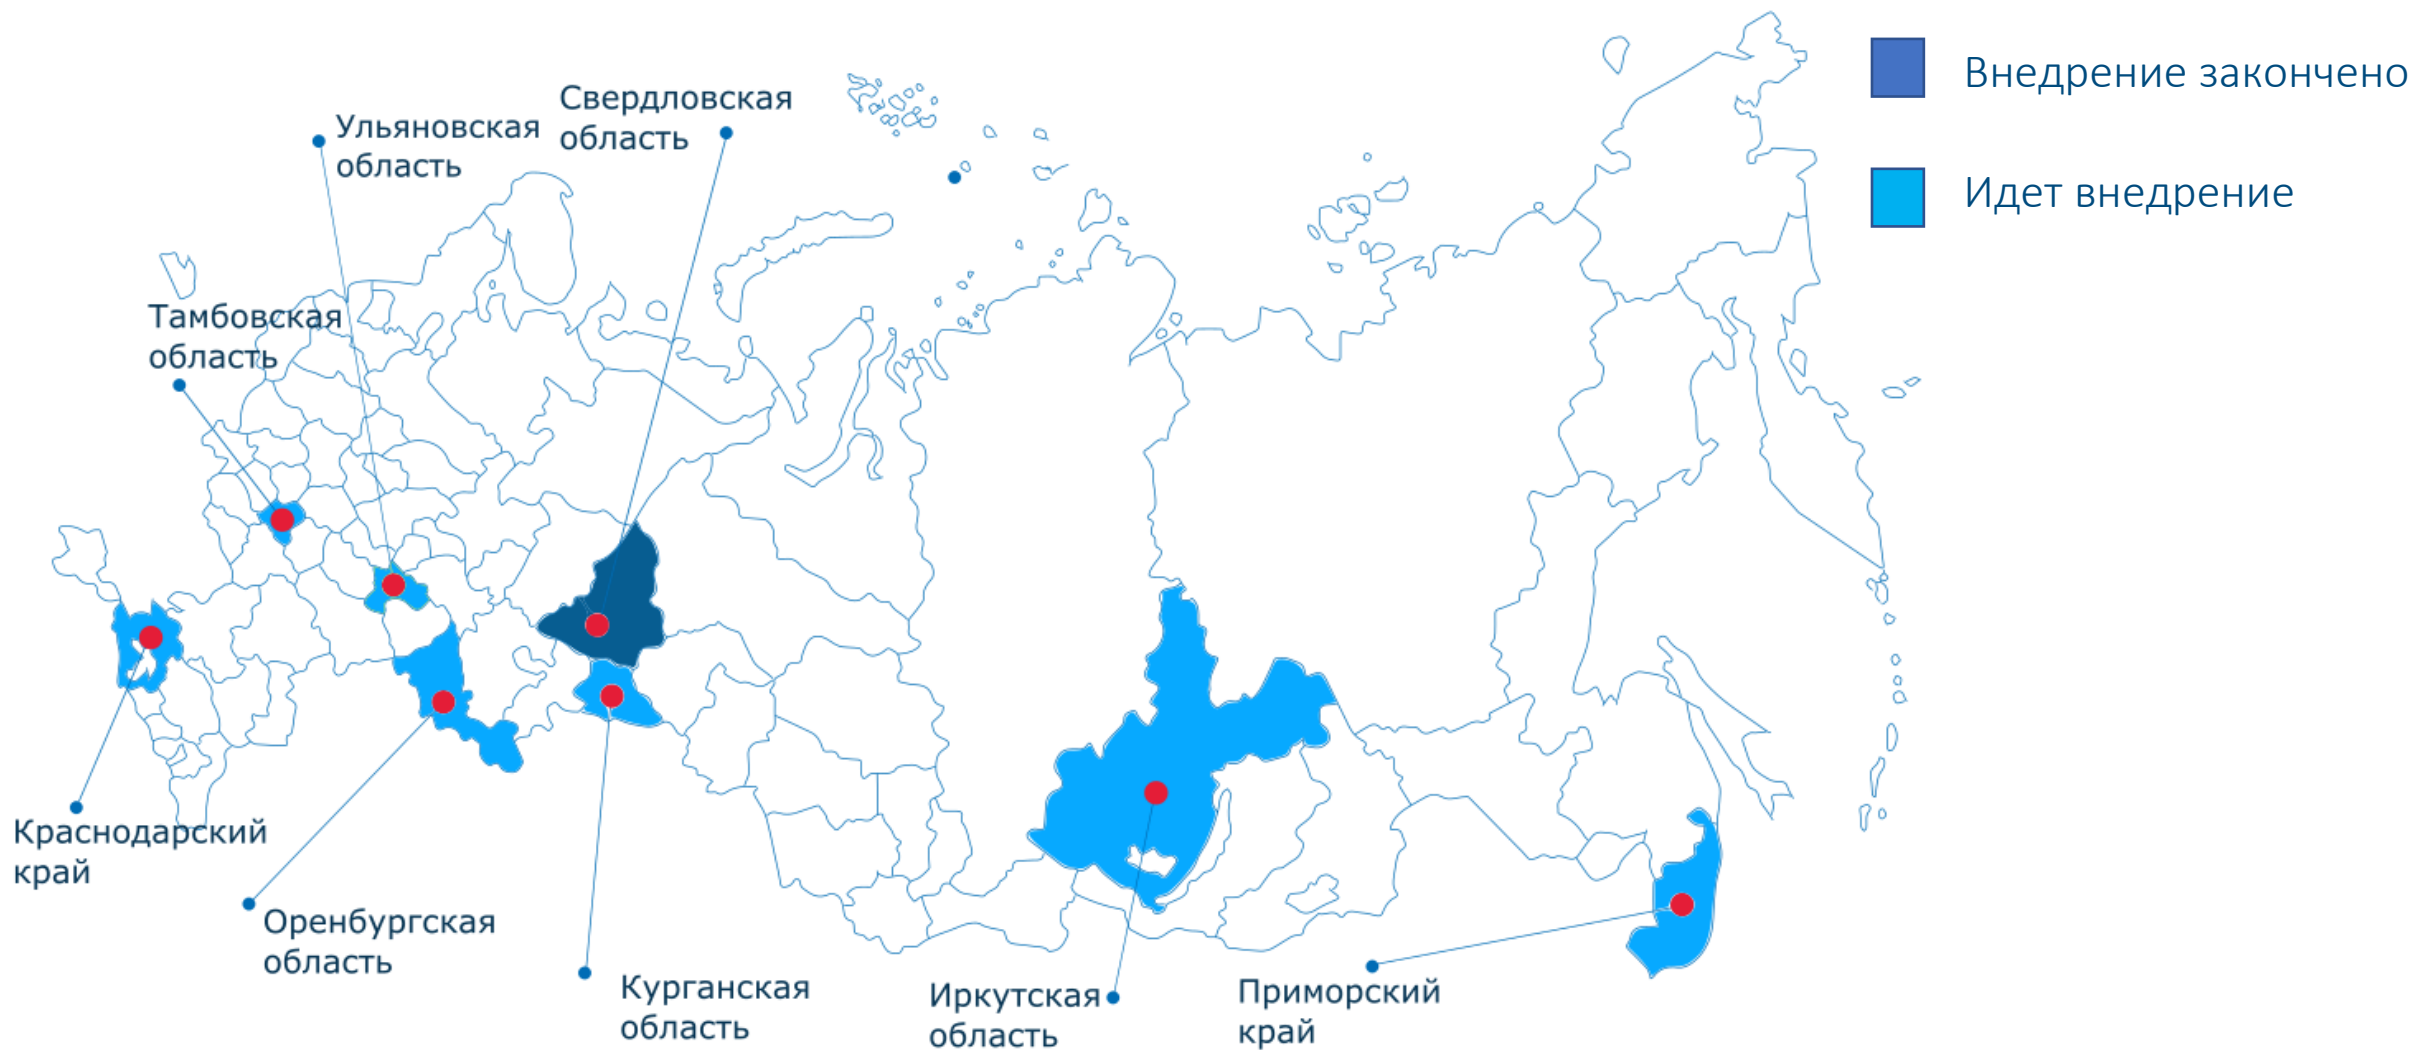 Внедрение закончено
Идет внедрение
Свердловская
область
Ульяновская
область
Тамбовская
область
Краснодарский
край
Оренбургская
область
Курганская
область
Иркутская
область
Приморский
край